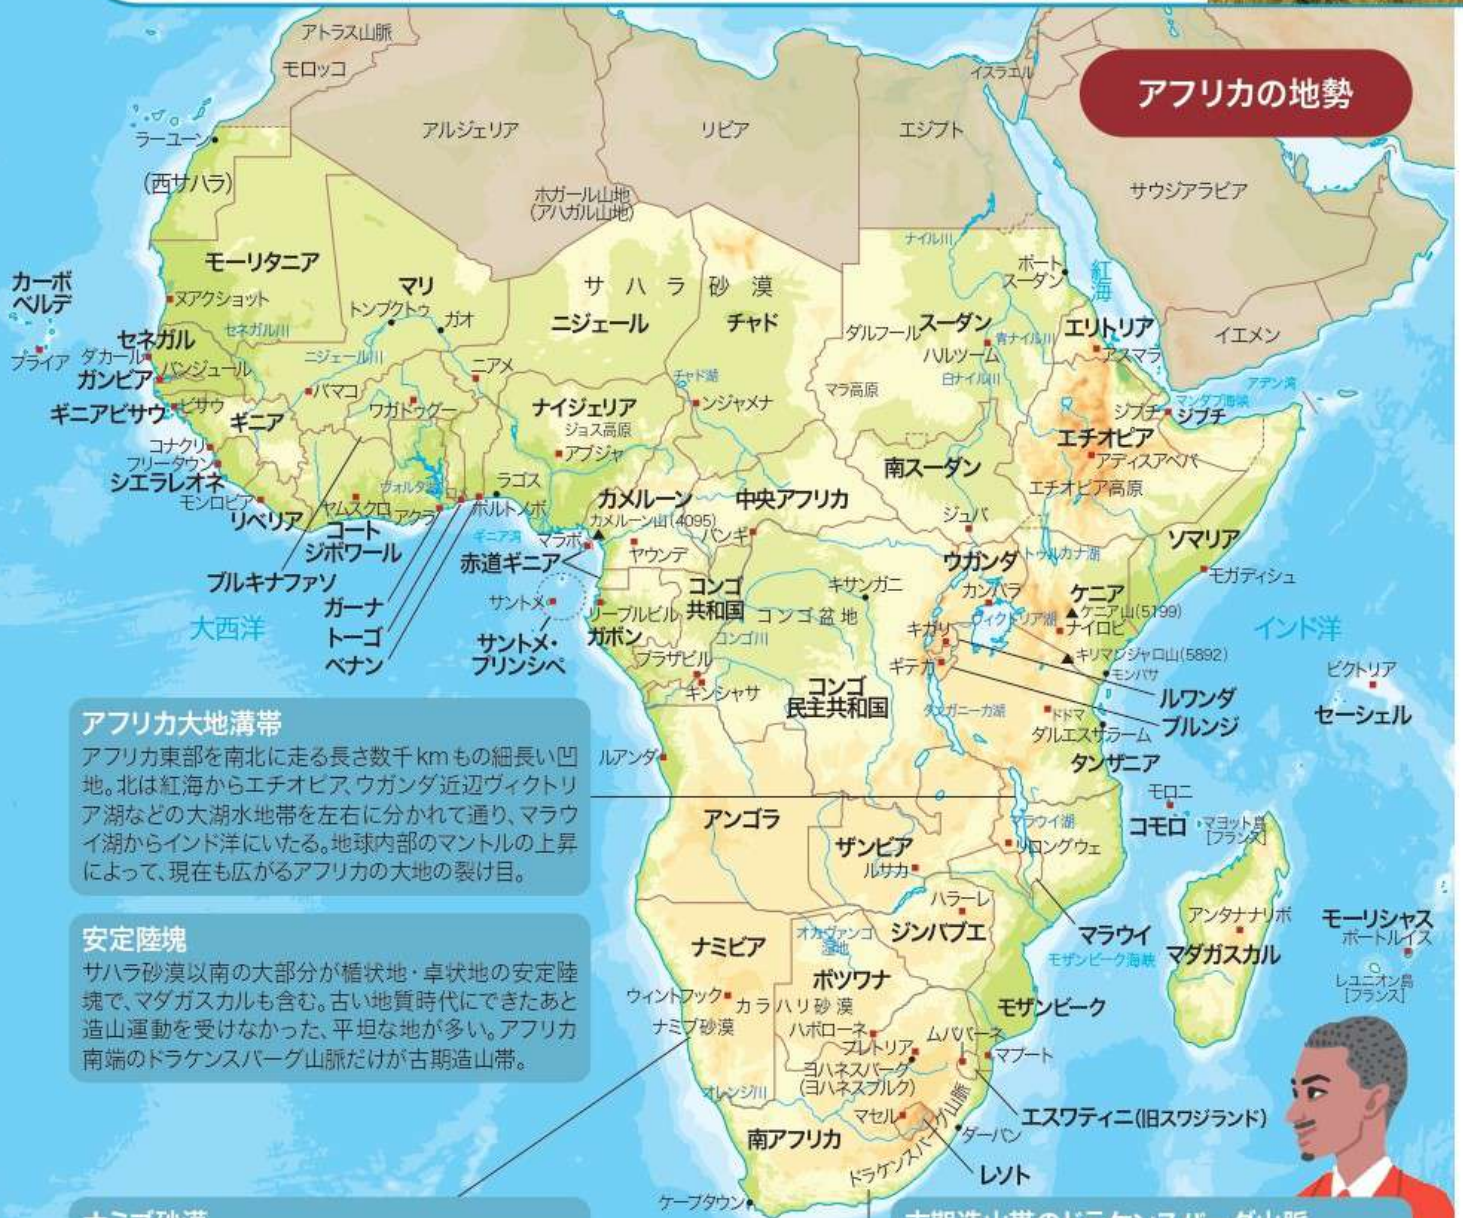 アフリカの地勢
アトラス山脈
モロッコ
イスラエル
アルジェリア
リビア
エジプト
サウジアラビア
ラーユーン
(西サハラ)
ホガール山地
(アハガル山地)
ナイル川
モーリタニア
ポート
スーダン
紅海
カーボ
ベルデ
マリ
サハラ砂漠
ヌアクショット
トンブクトゥ
ガオ
ニジェール
チャド
ダルフール
スーダン
エリトリア
イエメン
セネガル川
セネガル
ニジェール川
青ナイル川
ハルツーム
アスマラ
プライア
ダカール
バンジュール
ガンビア
ニアメ
チャド湖
白ナイル川
アデン湾
マラ高原
バマコ
ワガドゥグー
ンジャメナ
マンダブ海峡
ギニアビサウ
ビサウ
ギニア
ナイジェリア
ジョス高原
ジブチ
ジブチ
エチオピア
コナクリ
アブジャ
南スーダン
アディスアベバ
フリータウン
シエラレオネ
ラゴス
エチオピア高原
モンロビア
リベリア
ヤムスクロ
ヴォルタ湖
ロメ
アクラ
ポルトノボ
カメルーン
中央アフリカ
カメルーン山(4095)
ジュバ
コート
ジボワール
ギニア湾
マラボ
バンギ
ヤウンデ
ソマリア
赤道ギニア
ウガンダ
トゥルカナ湖
モガディシュ
ブルキナファソ
コンゴ
共和国
キサンガニ
カンパラ
ケニア
ケニア山(5199)
ガーナ
サントメ
リーブルビル
コンゴ盆地
ヴィクトリア湖
ナイロビ
大西洋
トーゴ
ガボン
コンゴ川
キガリ
インド洋
ベナン
サントメ・
プリンシペ
ブラザビル
ギテガ
キリマンジャロ山(5892)
モンバサ
ビクトリア
キンシャサ
コンゴ
民主共和国
ルワンダ
タンガニーカ湖
ドドマ
ブルンジ
セーシェル
ダルエスサラーム
タンザニア
アフリカ大地溝帯
アフリカ東部を南北に走る長さ数千kmもの細長い凹
地。北は紅海からエチオピア、ウガンダ近辺ヴィクトリ
ア湖などの大湖水地帯を左右に分かれて通り、マラウ
イ湖からインド洋にいたる。地球内部のマントルの上昇
によって、現在も広がるアフリカの大地の裂け目。
ルアンダ
アンゴラ
モロニ
コモロ
マヨット島
[フランス]
マラウイ湖
ザンビア
リロングウェ
ルサカ
ハラーレ
アンタナナリボ
モーリシャス
ポートルイス
安定陸塊
サハラ砂漠以南の大部分が楯状地・卓状地の安定陸
塊で、マダガスカルも含む。古い地質時代にできたあと
造山運動を受けなかった、平坦な地が多い。アフリカ
南端のドラケンスバーグ山脈だけが古期造山帯。
ナミビア
オカヴァンゴ
湿地
ジンバブエ
マラウイ
モザンビーク海峡
マダガスカル
ボツワナ
レユニオン島
[フランス]
ウィントフック
カラハリ砂漠
モザンビーク
ナミブ砂漠
ハボローネ
ムババーネ
プレトリア
マプート
ヨハネスバーグ
(ヨハネスブルク)
オレンジ川
マセル
エスワティニ(旧スワジランド)
南アフリカ
ダーバン
ドラケンスバーグ山脈
レソト
ケープタウン
ナミブ砂漠
古期造山帯のドラケンスバーグ山脈